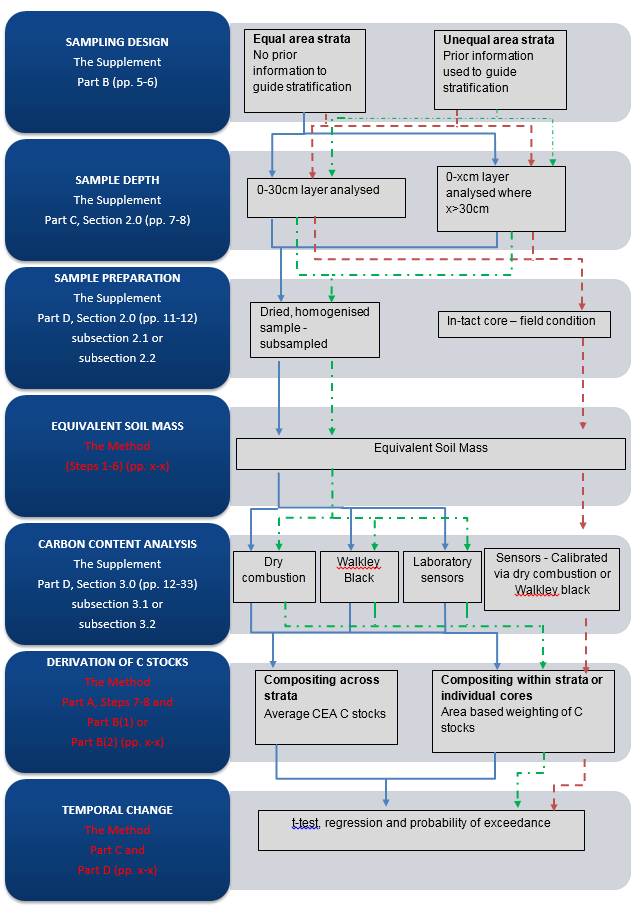 SAMPLING DESIGN
The Supplement
Part B (pp. 5-6)
Equal area strata
No prior
information to
guide stratification
Unequal area strata
Prior information
used to guide
stratification
SAMPLE DEPTH
The Supplement
Part C, Section 2.0 (pp. 7-8)
0-30cm layer analysed
0-xcm layer
analysed where
x>30cm
SAMPLE PREPARATION
The Supplement
Part D, Section 2.0 (pp. 11-12)
subsection 2.1 or
subsection 2.2
Dried, homogenised
sample -
subsampled
In-tact core – field condition
EQUIVALENT SOIL MASS
The Method
(Steps 1-6) (pp. x-x)
Equivalent Soil Mass
CARBON CONTENT ANALYSIS
The Supplement
Part D, Section 3.0 (pp. 12-33)
subsection 3.1 or
subsection 3.2
Dry
combustion
Walkley
Black
Laboratory
sensors
Sensors - Calibrated
via dry combustion or
Walkley black
DERIVATION OF C STOCKS
The Method
Part A, Steps 7-8 and
Part B(1) or
Part B(2) (pp. x-x)
Compositing across
strata
Average CEA C stocks
Compositing within strata or
individual cores
Area based weighting of C
stocks
TEMPORAL CHANGE
The Method
Part C and
Part D (pp. x-x)
t-test, regression and probability of exceedance